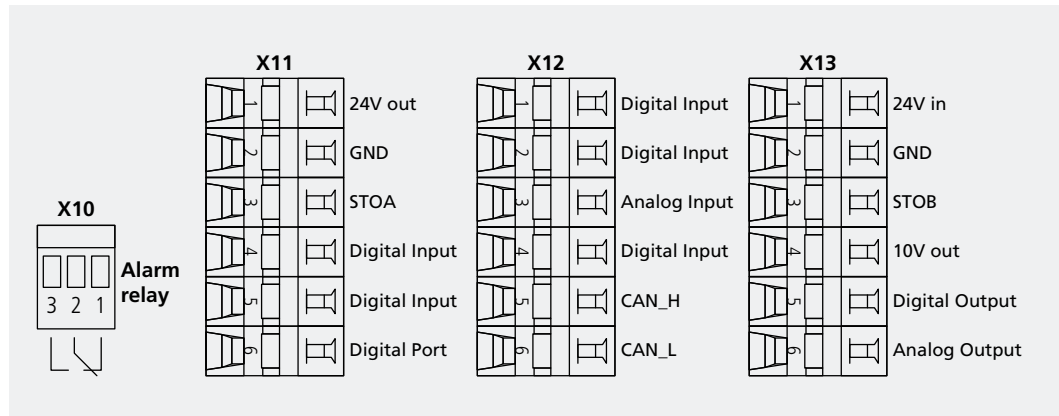 X10
3 2 1
Alarm
relay
X11
1 24V out
2 GND
3 STOA
4 Digital Input
5 Digital Input
6 Digital Port
X12
1 Digital Input
2 Digital Input
3 Analog Input
4 Digital Input
5 CAN_H
6 CAN_L
X13
1 24V in
2 GND
3 STOB
4 10V out
5 Digital Output
6 Analog Output